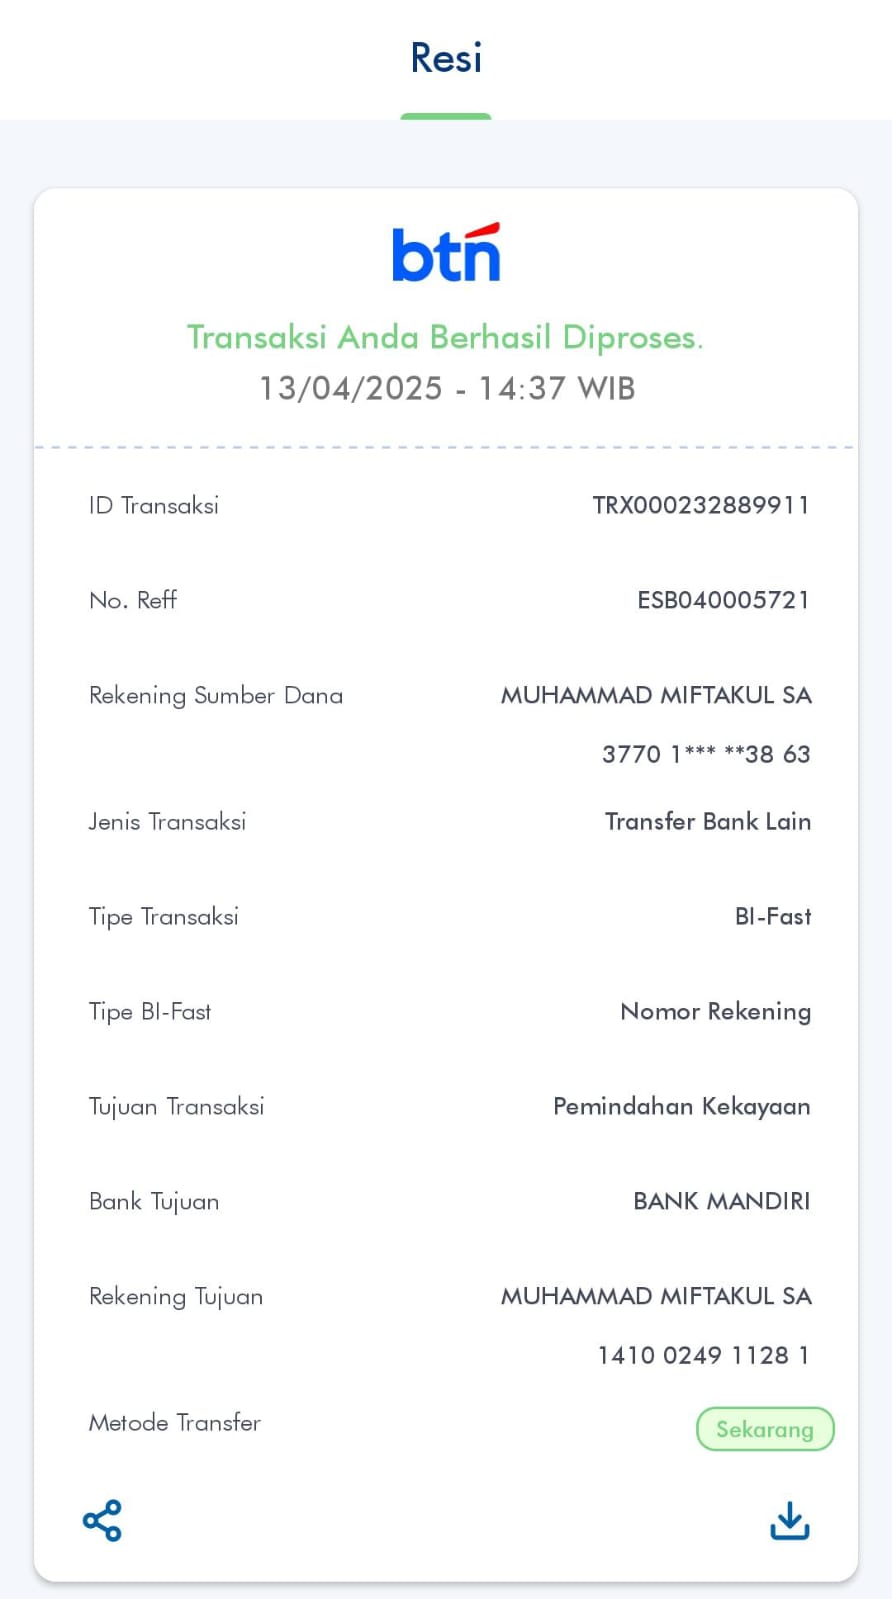 Resi
btn
Transaksi Anda Berhasil Diproses.
13/04/2025 - 14:37 WIB
ID Transaksi TRX000232889911
No. Reff ESB040005721
Rekening Sumber Dana MUHAMMAD MIFTAKUL SA
3770 1*** **38 63
Jenis Transaksi Transfer Bank Lain
Tipe Transaksi BI-Fast
Tipe BI-Fast Nomor Rekening
Tujuan Transaksi Pemindahan Kekayaan
Bank Tujuan BANK MANDIRI
Rekening Tujuan MUHAMMAD MIFTAKUL SA
1410 0249 1128 1
Metode Transfer Sekarang